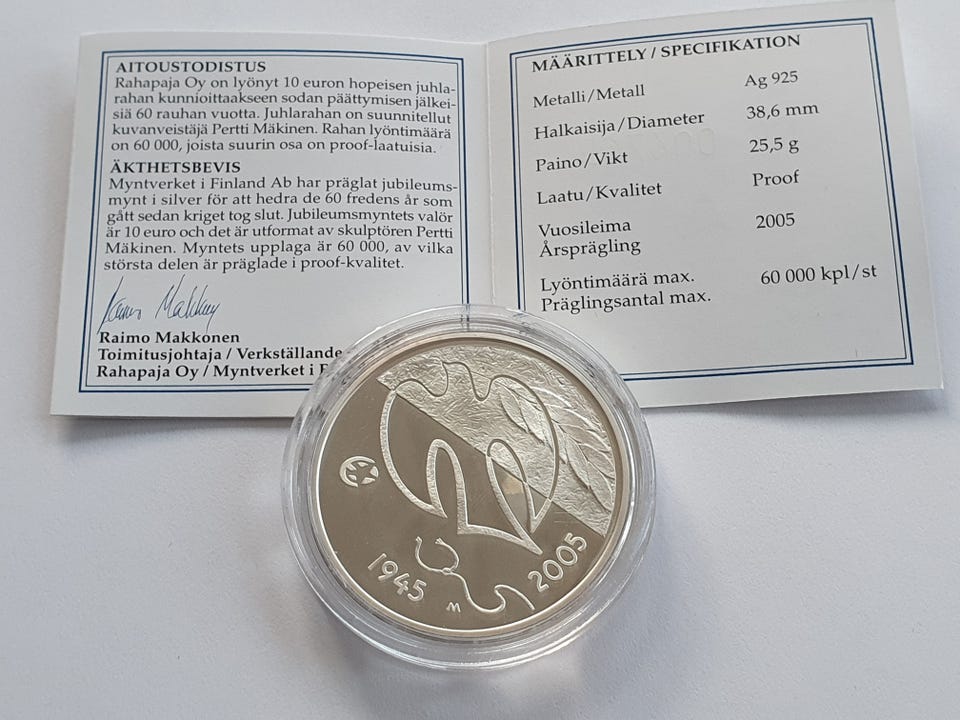 AITOUSTODISTUS
Rahapaja Oy on lyönyt 10 euron hopeisen juhla-
rahan kunnioittaakseen sodan päättymisen jälkei-
siä 60 rauhan vuotta. Juhlarahan on suunnitellut
kuvanveistäjä Pertti Mäkinen. Rahan lyöntimäärä
on 60 000, joista suurin osa on proof-laatuisia.
ÄKTHETSBEVIS
Myntverket i Finland Ab har präglat jubileums-
mynt i silver för att hedra de 60 fredens år som
gått sedan kriget tog slut. Jubileumsmyntets valör
är 10 euro och det är utformat av skulptören Pertti
Mäkinen. Myntets upplaga är 60 000, av vilka
största delen är präglade i proof-kvalitet.
Raimo Makkonen
Toimitusjohtaja / Verkställande
Rahapaja Oy / Myntverket i F
MÄÄRITTELY / SPECIFIKATION
Metalli/Metall Ag 925
Halkaisija/Diameter 38,6 mm
Paino/Vikt 25,5 g
Laatu/Kvalitet Proof
Vuosileima 2005
Årsprägling
Lyöntimäärä max. 60 000 kpl/st
Präglingsantal max.
1945 M 2005